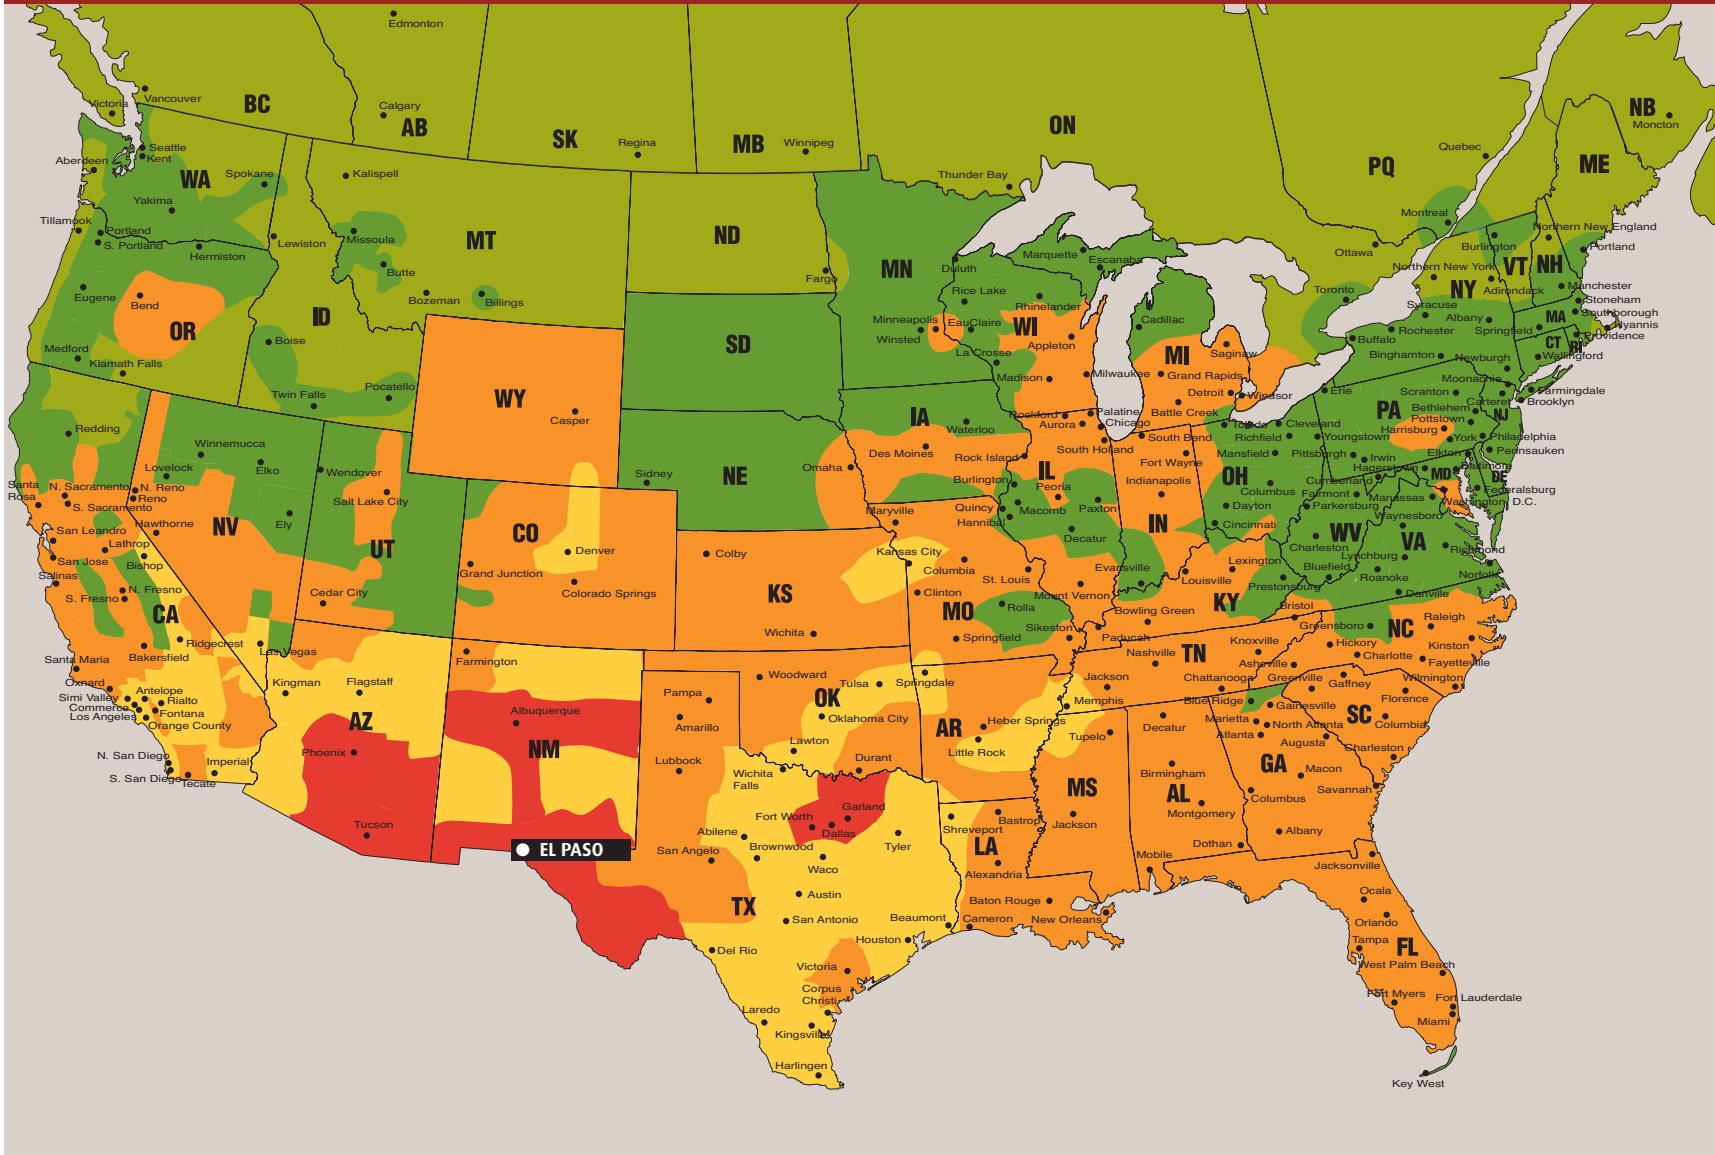 Edmonton
Vancouver
Victoria
BC
Calgary
AB
SK
Regina
MB
Winnipeg
ON
PQ
Quebec
NB
Moncton
ME
Seattle
Kent
Aberdeen
WA
Spokane
Yakima
Kalispell
Tillamook
Portland
S. Portland
Hermiston
Lewiston
Missoula
MT
Butte
Bozeman
Billings
ND
Fargo
MN
Thunder Bay
Duluth
Marquette
Escanaba
Montreal
Ottawa
Northern New England
Burlington
Portland
Northern New York
VT
NH
NY
Adirondack
Manchester
Stoneham
Southborough
Hyannis
Providence
MA
CT
RI
Springfield
Wallingford
Toronto
Syracuse
Albany
Rochester
Buffalo
Binghamton
Newburgh
Eugene
Bend
OR
Medford
Klamath Falls
ID
Boise
Twin Falls
Pocatello
WY
Casper
SD
Rice Lake
Rhinelander
Minneapolis
EauClaire
Winsted
WI
Appleton
La Crosse
Madison
Milwaukee
Cadillac
MI
Saginaw
Grand Rapids
Detroit
Windsor
Battle Creek
Erie
Moonachie
Farmingdale
Brooklyn
Carteret
Scranton
PA
Bethlehem
NJ
Pottstown
Harrisburg
York
Philadelphia
Pennsauken
Redding
Winnemucca
Lovelock
Elko
Wendover
Santa
Rosa
N. Sacramento
N. Reno
Reno
S. Sacramento
Salt Lake City
San Leandro
Hawthorne
NV
Ely
UT
Lathrop
Bishop
San Jose
Salinas
N. Fresno
S. Fresno
CA
Cedar City
Ridgecrest
Las Vegas
Bakersfield
Santa Maria
Oxnard
Simi Valley
Antelope
Rialto
Commerce
Fontana
Los Angeles
Orange County
N. San Diego
S. San Diego
Imperial
Tecate
Kingman
Flagstaff
AZ
Phoenix
Tucson
Sidney
NE
Omaha
IA
Waterloo
Des Moines
Rockford
Palatine
Aurora
Chicago
Rock Island
South Holland
South Bend
Fort Wayne
IL
Burlington
Peoria
Indianapolis
Quincy
Macomb
Paxton
Hannibal
Decatur
IN
Toledo
Cleveland
Richfield
Youngstown
Mansfield
Pittsburgh
Irwin
OH
Columbus
Dayton
Cincinnati
Hagerstown
Elkton
Baltimore
MD
DE
Cumberland
Fairmont
Manassas
Federalsburg
Washington D.C.
Parkersburg
Waynesboro
WV
VA
Charleston
Lynchburg
Richmond
Bluefield
Roanoke
Norfolk
Danville
CO
Denver
Grand Junction
Colorado Springs
Colby
KS
Wichita
Maryville
Kansas City
Columbia
St. Louis
Clinton
MO
Rolla
Springfield
Sikeston
Mount Vernon
Evansville
Louisville
Lexington
Prestonsburg
KY
Bowling Green
Paducah
Bristol
Greensboro
NC
Raleigh
Kinston
Hickory
Charlotte
Fayetteville
Asheville
Knoxville
Nashville
TN
Chattanooga
Jackson
Memphis
Greenville
Gaffney
Wilmington
Florence
SC
Columbia
Charleston
Blue Ridge
Gainesville
Marietta
North Atlanta
Atlanta
Augusta
GA
Macon
Columbus
Savannah
Albany
Dothan
Farmington
Albuquerque
NM
Woodward
Tulsa
Pampa
OK
Oklahoma City
Amarillo
Lawton
Durant
Lubbock
Wichita
Falls
Springdale
AR
Heber Springs
Little Rock
Tupelo
MS
Jackson
Decatur
Birmingham
AL
Montgomery
Mobile
Fort Worth
Garland
Dallas
Abilene
Brownwood
Tyler
San Angelo
Waco
EL PASO
TX
Austin
San Antonio
Del Rio
Houston
Beaumont
Victoria
Corpus
Christi
Laredo
Kingsville
Harlingen
Shreveport
Bastrop
LA
Alexandria
Baton Rouge
Cameron
New Orleans
Jacksonville
Ocala
Orlando
Tampa
FL
West Palm Beach
Fort Myers
Fort Lauderdale
Miami
Key West